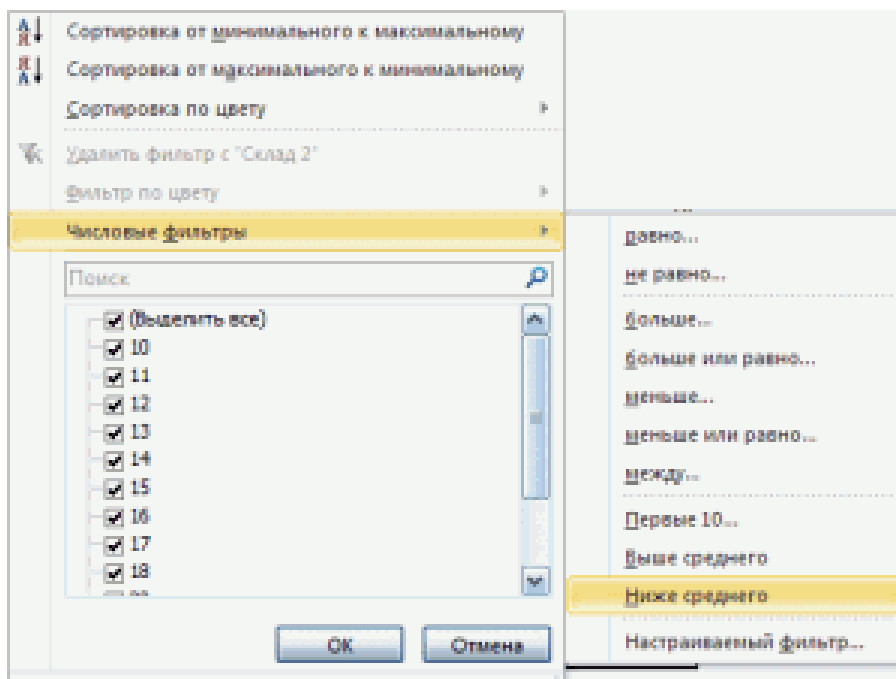 Сортировка от минимального к максимальному
Сортировка от максимального к минимальному
Сортировка по цвету
Удалить фильтр с "Склад 2"
Фильтр по цвету
Числовые фильтры
Поиск
(Выделить все)
10
11
12
13
14
15
16
17
18
ОК
Отмена
равно...
не равно...
больше...
больше или равно...
меньше...
меньше или равно...
между...
Первые 10...
Выше среднего
Ниже среднего
Настраиваемый фильтр...